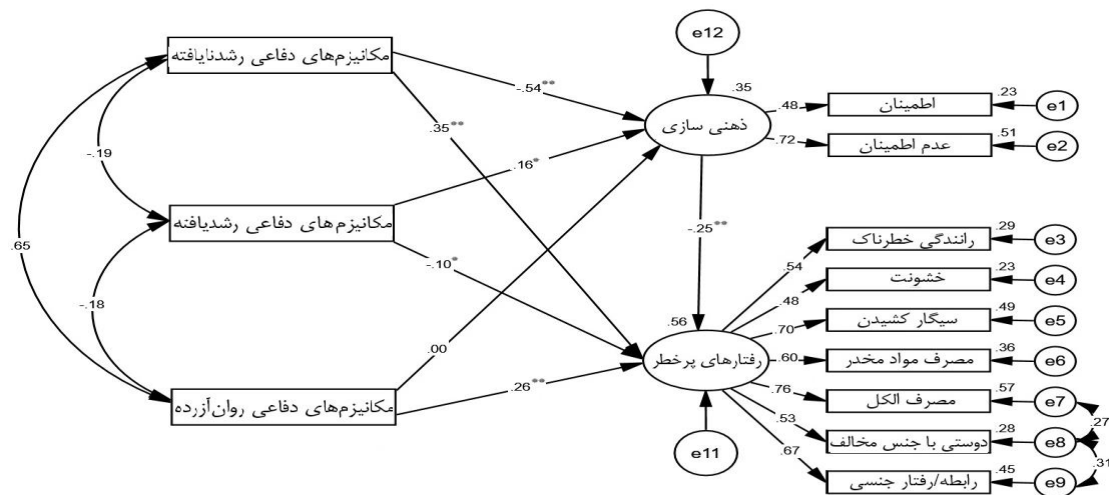 e12
مکانیزم‌های دفاعی رشدنایافته
-.54**
.35
ذهنی سازی
.48
اطمینان
.23
e1
.72
عدم اطمینان
.51
e2
.35**
-.19
.16*
مکانیزم‌های دفاعی رشدیافته
.65
-.25**
-.10*
-.18
.00
.26**
مکانیزم‌های دفاعی روان‌آزرده
.56
رفتارهای پرخطر
e11
.54
رانندگی خطرناک
.29
e3
.48
خشونت
.23
e4
.70
سیگار کشیدن
.49
e5
.60
مصرف مواد مخدر
.36
e6
.76
مصرف الکل
.57
e7
.27
.53
دوستی با جنس مخالف
.28
e8
.31
.67
رابطه/رفتار جنسی
.45
e9